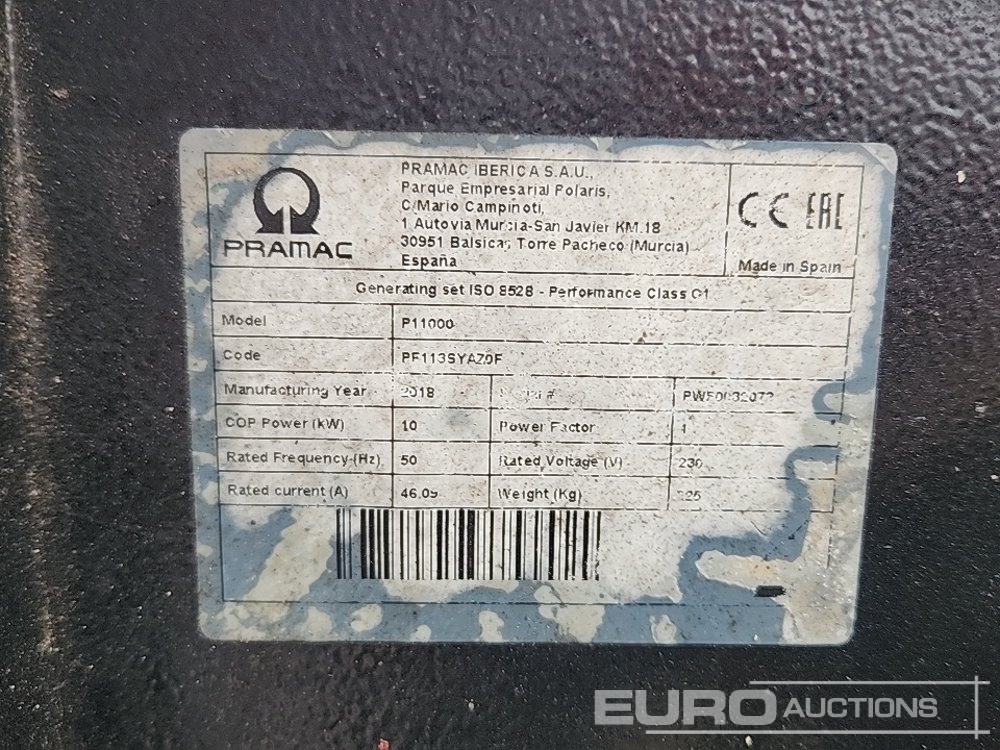 PRAMAC
PRAMAC IBERICA S.A.U.,
Parque Empresarial Polaris,
C/Mario Campinoti,
1 Autovia Murcia-San Javier KM.18
30951 Balsicas Torre Pacheco (Murcia)
España
CE EAC
Made in Spain
Generating set ISO 8528 - Performance Class G1
Model P11000
Code PF113SYAZ0F
Manufacturing Year 2018
COP Power (kW) 10 Power Factor 1
Rated Frequency (Hz) 50 Rated Voltage (V) 230
Rated current (A) 46.09 Weight (Kg)
EURO AUCTIONS